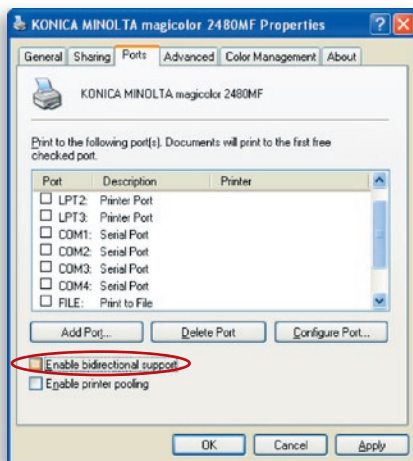 KONICA MINOLTA magicolor 2480MF Properties
General Sharing Ports Advanced Color Management About
KONICA MINOLTA magicolor 2480MF
Print to the following port(s). Documents will print to the first free
checked port.
Port Description Printer
LPT2: Printer Port
LPT3: Printer Port
COM1: Serial Port
COM2: Serial Port
COM3: Serial Port
COM4: Serial Port
FILE: Print to File
Add Port... Delete Port Configure Port...
Enable bidirectional support
Enable printer pooling
OK Cancel Apply